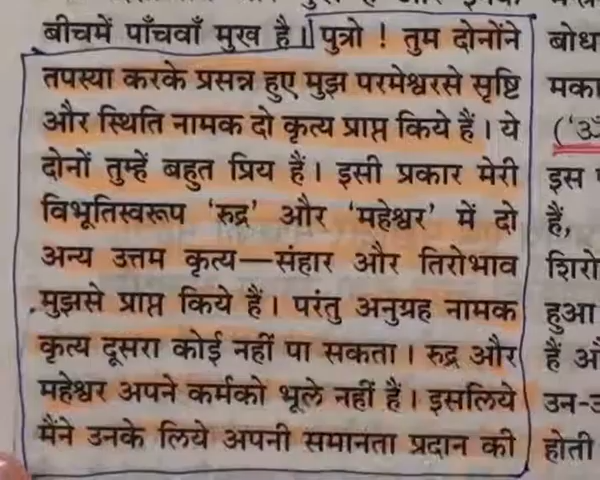 बीचमें पाँचवाँ मुख है। पुत्रो ! तुम दोनोंने
तपस्या करके प्रसन्न हुए मुझ परमेश्वरसे सृष्टि
और स्थिति नामक दो कृत्य प्राप्त किये हैं। ये
दोनों तुम्हें बहुत प्रिय हैं। इसी प्रकार मेरी
विभूतिस्वरूप ‘रुद्र’ और ‘महेश्वर’ में दो
अन्य उत्तम कृत्य—संहार और तिरोभाव
मुझसे प्राप्त किये हैं। परंतु अनुग्रह नामक
कृत्य दूसरा कोई नहीं पा सकता। रुद्र और
महेश्वर अपने कर्मको भूले नहीं हैं। इसलिये
मैंने उनके लिये अपनी समानता प्रदान की
बोध
मका
(‘ॐ
इस
हैं,
शिरो
हुआ
हैं औ
उन-उ
होती